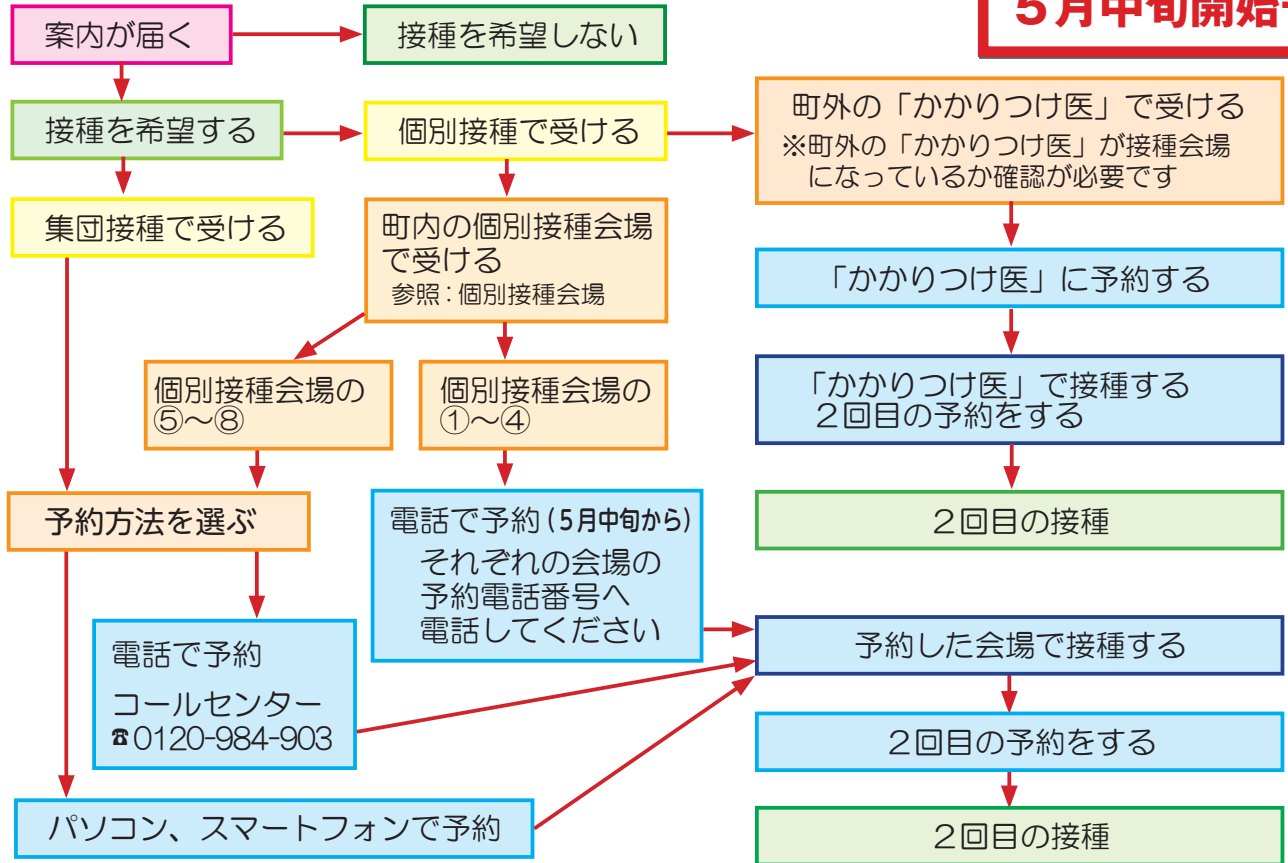 5月中旬開始
案内が届く
接種を希望しない
接種を希望する
個別接種で受ける
町外の「かかりつけ医」で受ける
※町外の「かかりつけ医」が接種会場
になっているか確認が必要です
集団接種で受ける
町内の個別接種会場
で受ける
参照：個別接種会場
「かかりつけ医」に予約する
個別接種会場の
⑤～⑧
個別接種会場の
①～④
「かかりつけ医」で接種する
2回目の予約をする
予約方法を選ぶ
電話で予約（5月中旬から）
それぞれの会場の
予約電話番号へ
電話してください
2回目の接種
電話で予約
コールセンター
☎0120-984-903
予約した会場で接種する
2回目の予約をする
パソコン、スマートフォンで予約
2回目の接種